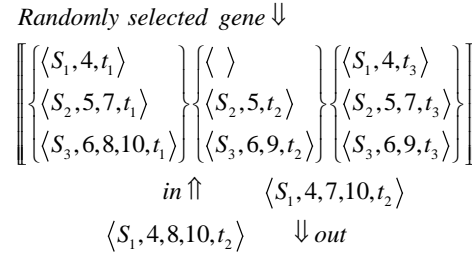 Randomly selected gene ⇓
⟦ { ⟨S₁,4,t₁⟩ } { ⟨ ⟩ } { ⟨S₁,4,t₃⟩ } ⟧
{ ⟨S₂,5,7,t₁⟩ } { ⟨S₂,5,t₂⟩ } { ⟨S₂,5,7,t₃⟩ }
{ ⟨S₃,6,8,10,t₁⟩ } { ⟨S₃,6,9,t₂⟩ } { ⟨S₃,6,9,t₃⟩ }
in ⇑ ⟨S₁,4,7,10,t₂⟩
⟨S₁,4,8,10,t₂⟩ ⇓ out